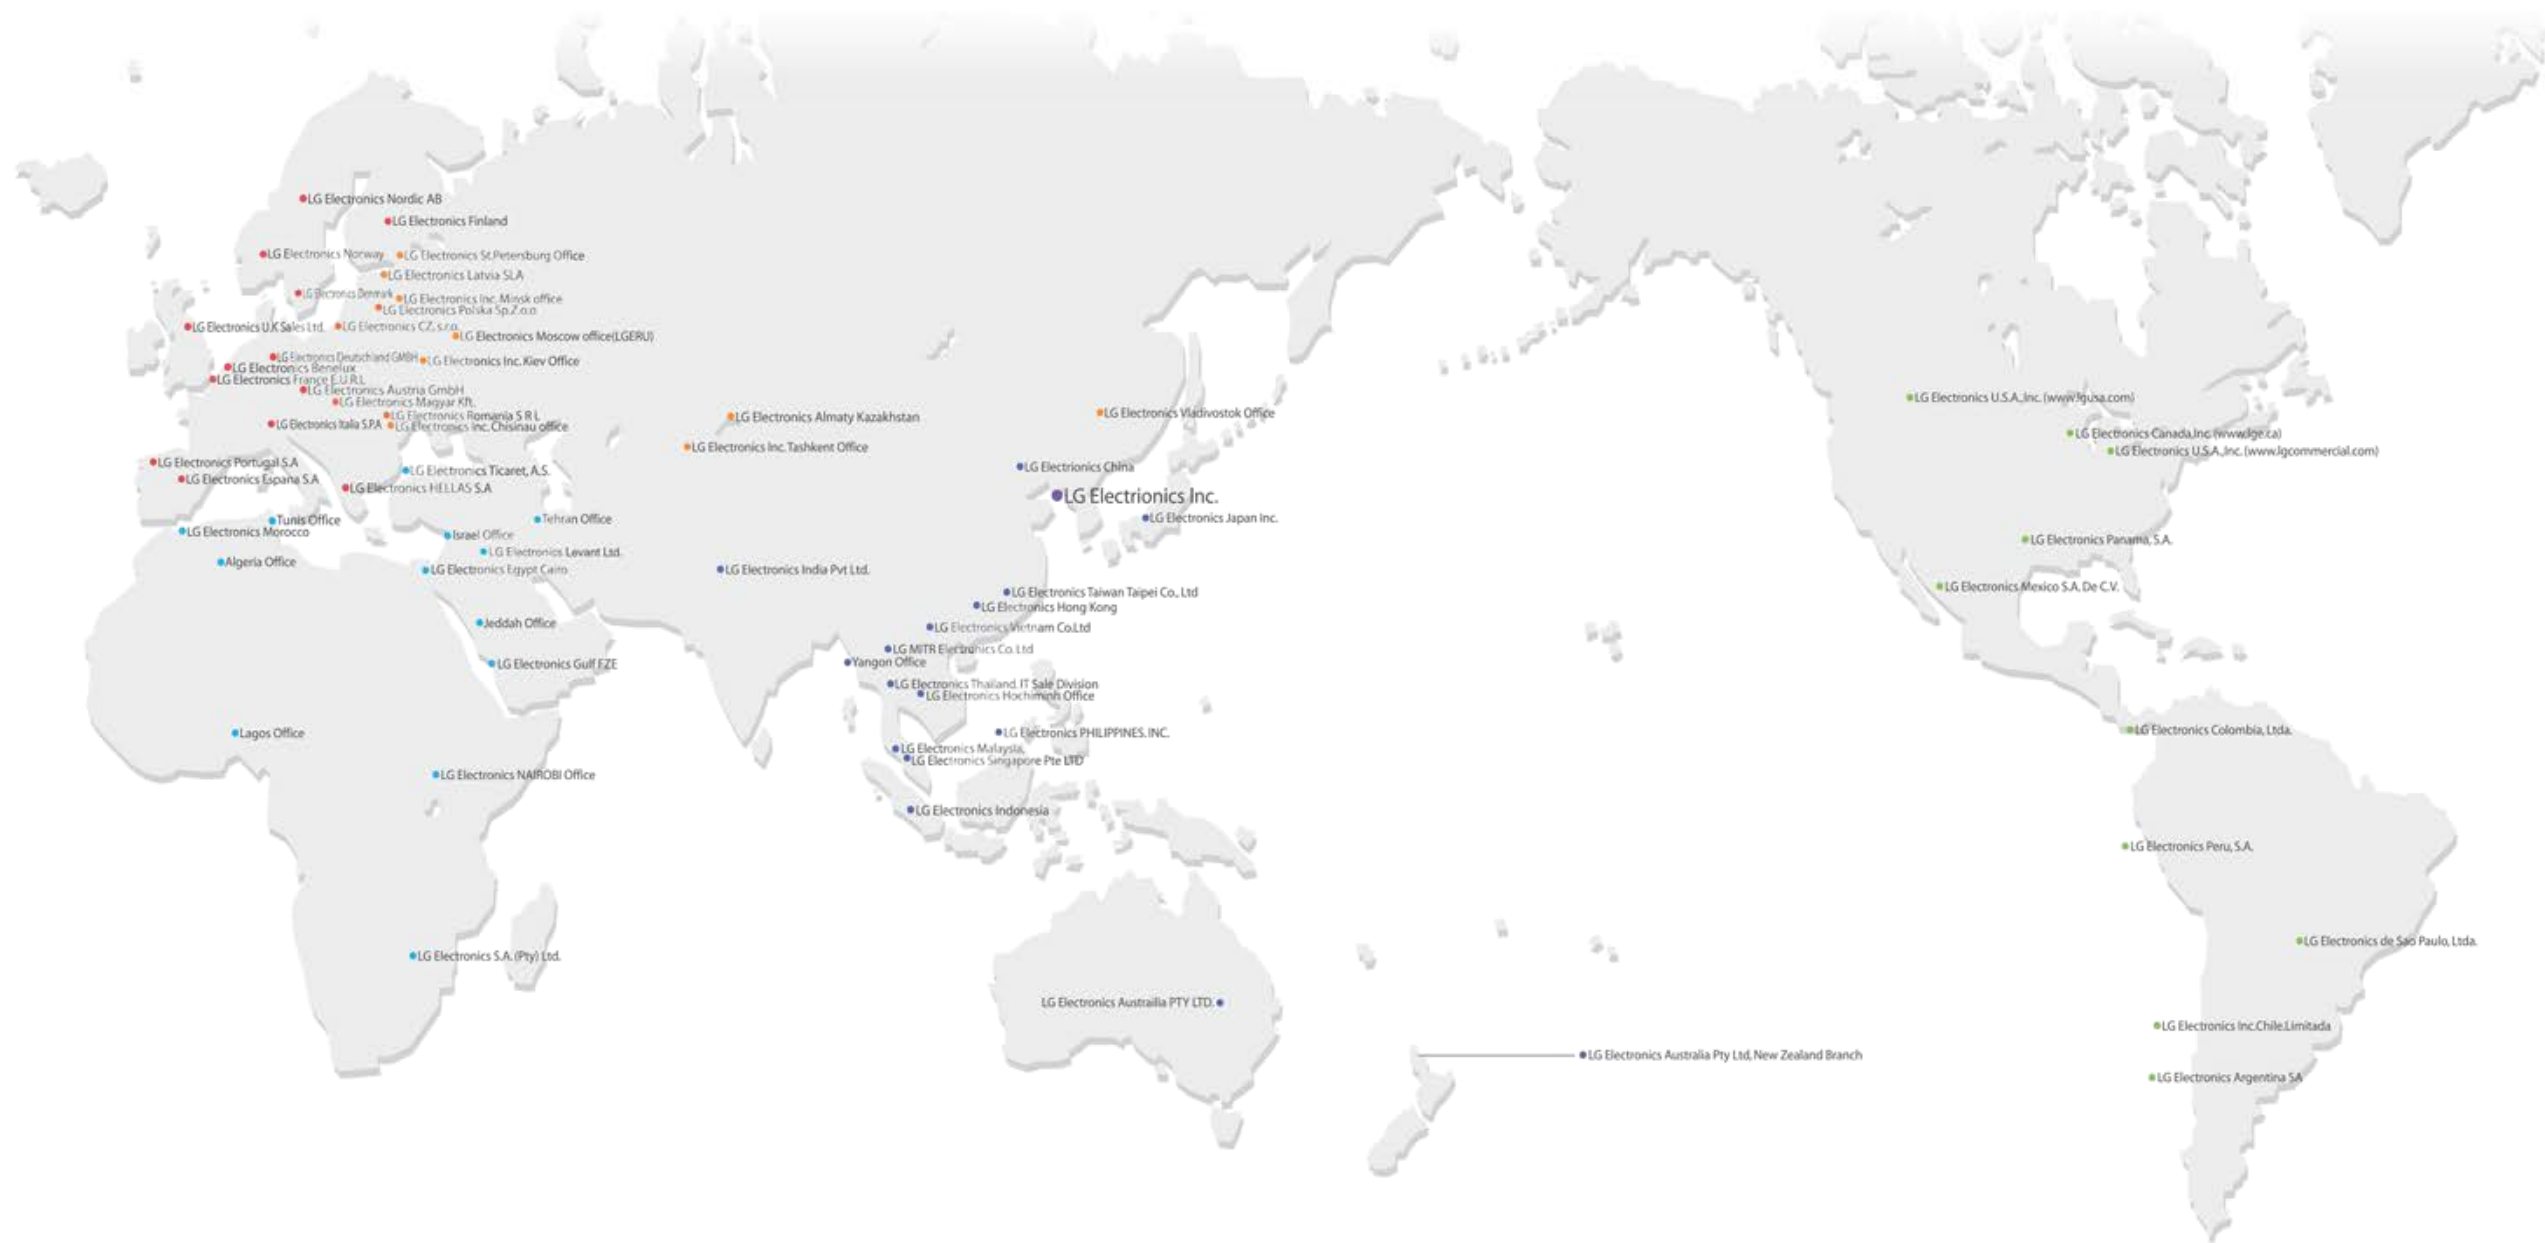 LG Electronics Nordic AB
LG Electronics Finland
LG Electronics Norway
LG Electronics St.Petersburg Office
LG Electronics Latvia SLA
LG Electronics Denmark
LG Electronics Inc. Minsk office
LG Electronics Polska Sp.Z.o.o
LG Electronics U.K Sales Ltd.
LG Electronics CZ, s.r.o.
LG Electronics Moscow office(LGERU)
LG Electronics Deutschland GMBH
LG Electronics Inc. Kiev Office
LG Electronics Benelux
LG Electronics France E.U.R.L
LG Electronics Austria GmbH
LG Electronics Magyar Kft.
LG Electronics Romania S R L
LG Electronics Italia S.P.A
LG Electronics Inc. Chisinau office
LG Electronics Almaty Kazakhstan
LG Electronics Vladivostok Office
LG Electronics Inc. Tashkent Office
LG Electronics Portugal S.A
LG Electronics Ticaret, A.S.
LG Electronics Espana S.A
LG Electronics HELLAS S.A
LG Electrionics China
LG Electrionics Inc.
LG Electronics Japan Inc.
Tunis Office
Tehran Office
LG Electronics Morocco
Israel Office
LG Electronics Levant Ltd.
Algeria Office
LG Electronics Egypt Cairo
LG Electronics India Pvt Ltd.
LG Electronics Taiwan Taipei Co., Ltd
LG Electronics Hong Kong
Jeddah Office
LG Electronics Vietnam Co.Ltd
LG MITR Electronics Co. Ltd
LG Electronics Gulf FZE
Yangon Office
LG Electronics Thailand. IT Sale Division
LG Electronics Hochiminh Office
Lagos Office
LG Electronics PHILIPPINES. INC.
LG Electronics Malaysia,
LG Electronics Singapore Pte LTD
LG Electronics NAIROBI Office
LG Electronics Indonesia
LG Electronics S.A. (Pty) Ltd.
LG Electronics Austrailia PTY LTD.
LG Electronics Australia Pty Ltd, New Zealand Branch
LG Electronics U.S.A.,Inc. (www.lgusa.com)
LG Electronics Canada,Inc. (www.lge.ca)
LG Electronics U.S.A.,Inc. (www.lgcommercial.com)
LG Electronics Panama, S.A.
LG Electronics Mexico S.A. De C.V.
LG Electronics Colombia, Ltda.
LG Electronics Peru, S.A.
LG Electronics de Sao Paulo, Ltda.
LG Electronics Inc.Chile.Limitada
LG Electronics Argentina SA